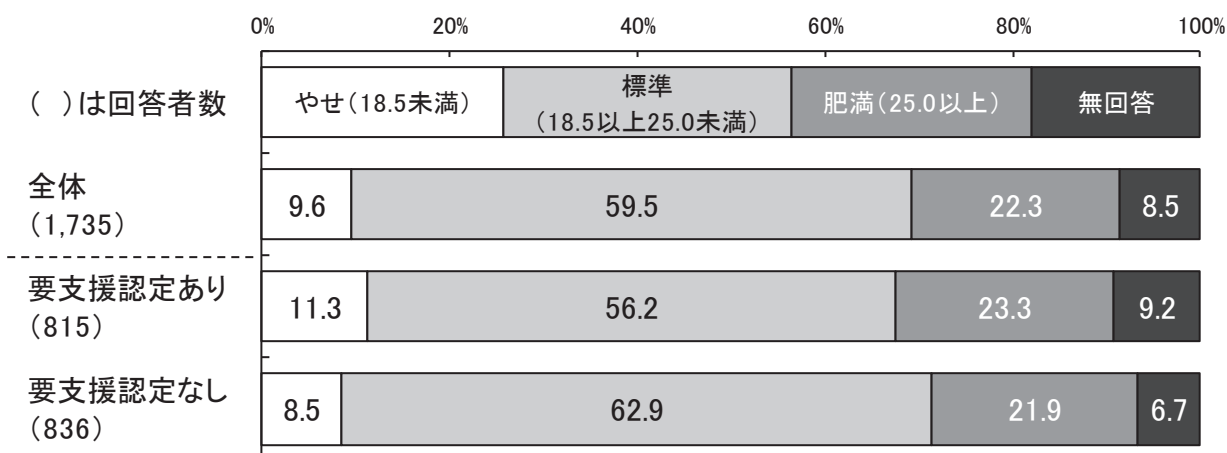 0% 20% 40% 60% 80% 100%
( )は回答者数
やせ(18.5未満)
標準
(18.5以上25.0未満)
肥満(25.0以上)
無回答
全体
(1,735)
9.6 59.5 22.3 8.5
要支援認定あり
(815)
11.3 56.2 23.3 9.2
要支援認定なし
(836)
8.5 62.9 21.9 6.7